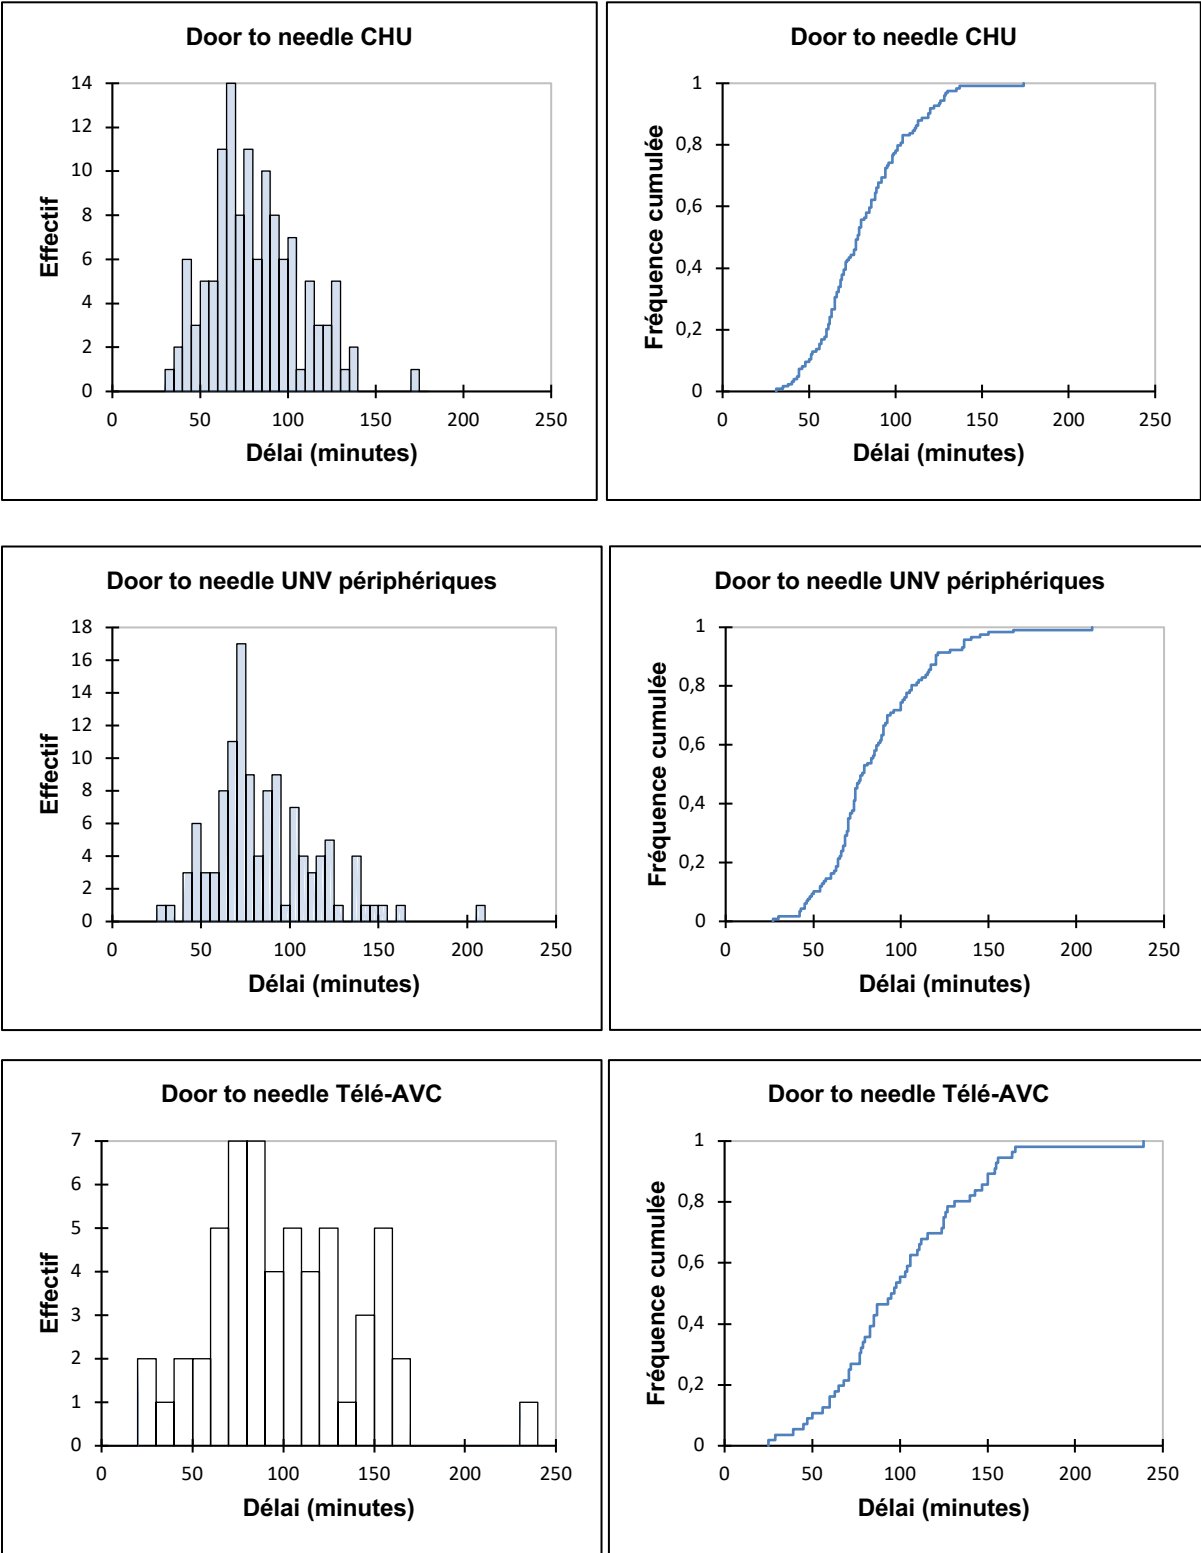 Door to needle CHU
14
12
10
8
6
4
2
0
Effectif
0 50 100 150 200 250
Délai (minutes)
Door to needle CHU
1
0,8
0,6
0,4
0,2
0
Fréquence cumulée
0 50 100 150 200 250
Délai (minutes)
Door to needle UNV périphériques
18
16
14
12
10
8
6
4
2
0
Effectif
0 50 100 150 200 250
Délai (minutes)
Door to needle UNV périphériques
1
0,8
0,6
0,4
0,2
0
Fréquence cumulée
0 50 100 150 200 250
Délai (minutes)
Door to needle Télé-AVC
7
6
5
4
3
2
1
0
Effectif
0 50 100 150 200 250
Délai (minutes)
Door to needle Télé-AVC
1
0,8
0,6
0,4
0,2
0
Fréquence cumulée
0 50 100 150 200 250
Délai (minutes)